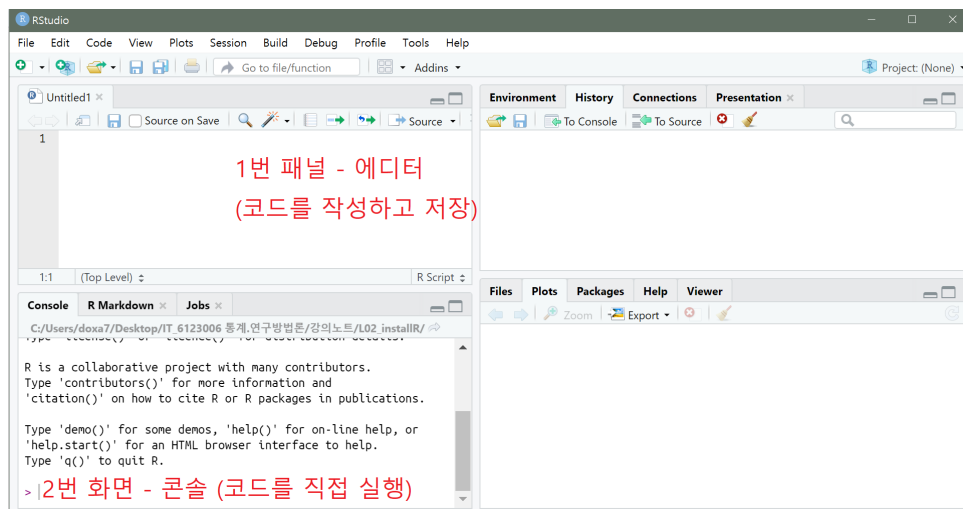 RStudio
File Edit Code View Plots Session Build Debug Profile Tools Help
Go to file/function Addins Project: (None)
Untitled1
Source on Save Source
1
1번 패널 - 에디터
(코드를 작성하고 저장)
1:1 (Top Level) R Script
Environment History Connections Presentation
To Console To Source
Console R Markdown Jobs
C:/Users/doxa7/Desktop/IT_6123006 통계.연구방법론/강의노트/L02_installR/
Type 'license()' or 'licence()' for distribution details.
R is a collaborative project with many contributors.
Type 'contributors()' for more information and
'citation()' on how to cite R or R packages in publications.
Type 'demo()' for some demos, 'help()' for on-line help, or
'help.start()' for an HTML browser interface to help.
Type 'q()' to quit R.
> 2번 화면 - 콘솔 (코드를 직접 실행)
Files Plots Packages Help Viewer
Zoom Export